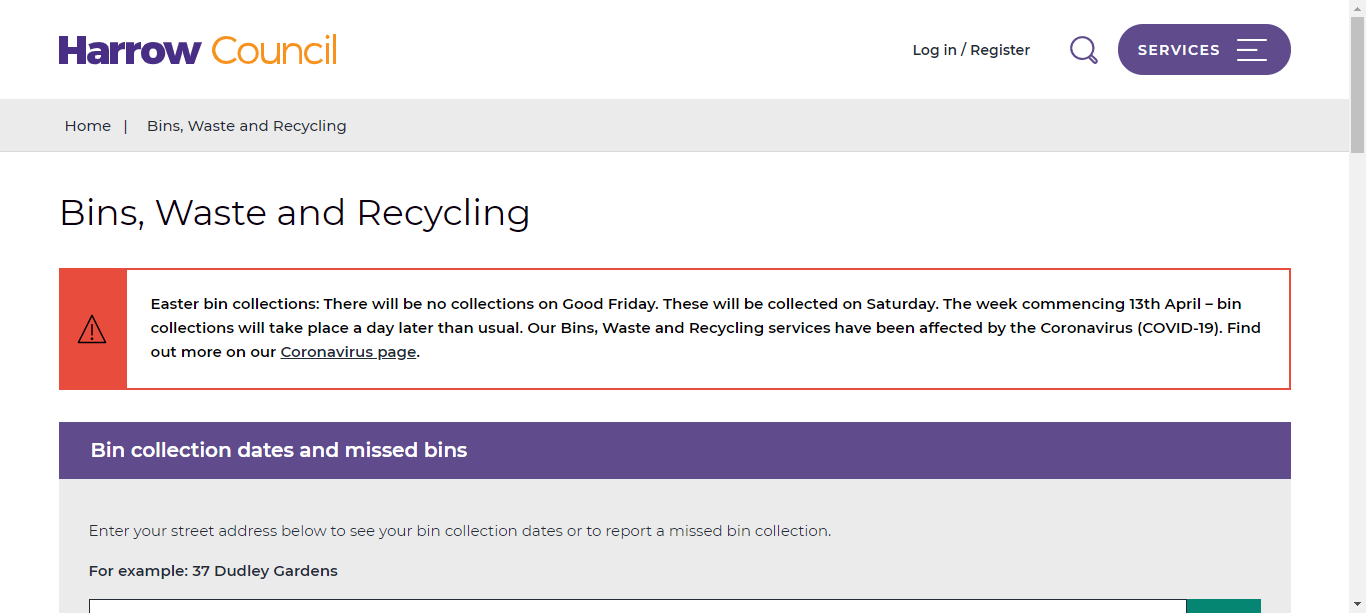 Harrow Council
Log in / Register
SERVICES
Home | Bins, Waste and Recycling
Bins, Waste and Recycling
Easter bin collections: There will be no collections on Good Friday. These will be collected on Saturday. The week commencing 13th April – bin
collections will take place a day later than usual. Our Bins, Waste and Recycling services have been affected by the Coronavirus (COVID-19). Find
out more on our Coronavirus page.
Bin collection dates and missed bins
Enter your street address below to see your bin collection dates or to report a missed bin collection.
For example: 37 Dudley Gardens